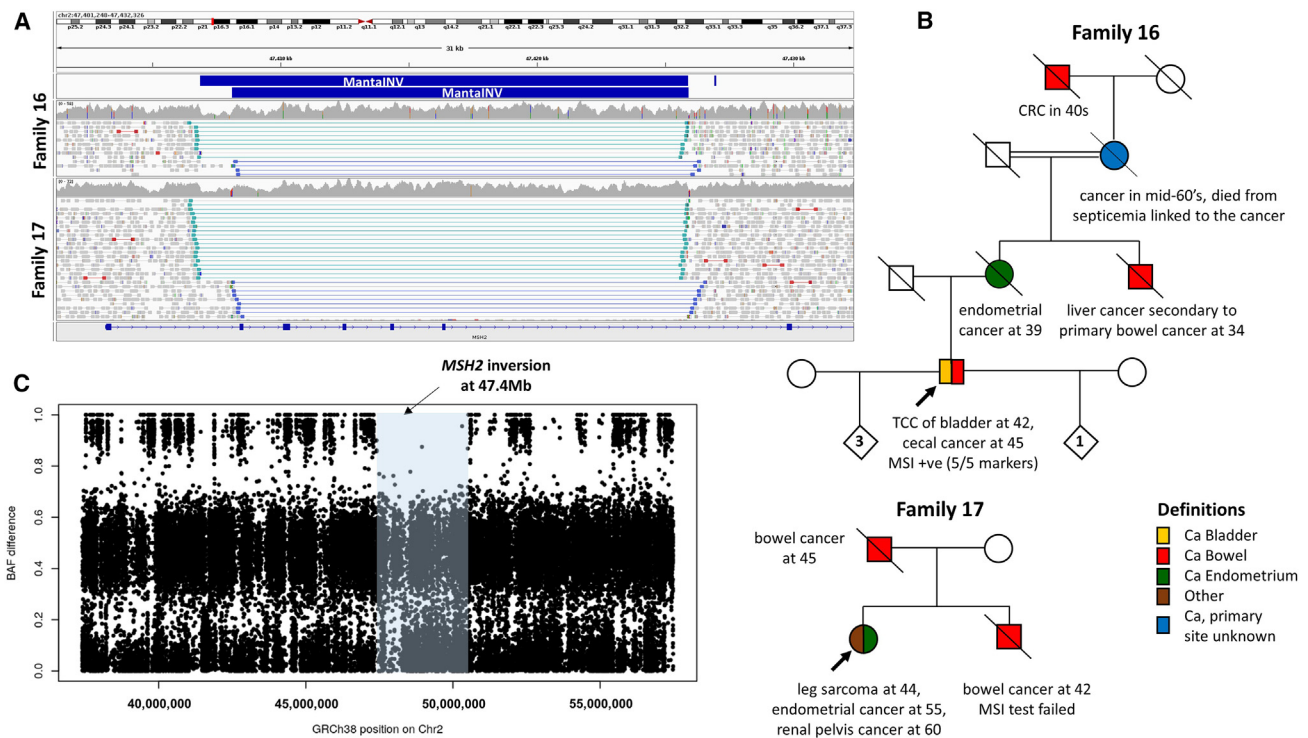 A
chr2:47,401,248-47,432,326
p25.2 p24.3 p24.1 p23.2 p22.2 p21 p16.3 p16.1 p14 p13.2 p12 p11.2 q11.1 q12.1 q13 q14.2 q21.1 q22.1 q23.2 q24.2 q31.1 q32.1 q33.1 q34 q35 q36.2 q37.1 q37.3
31 kb
47,410 kb 47,420 kb 47,430 kb
MantaINV
MantaINV
Family 16
Family 17
MSH2
B
Family 16
CRC in 40s
cancer in mid-60's, died from
septicemia linked to the cancer
endometrial
cancer at 39
liver cancer secondary to
primary bowel cancer at 34
TCC of bladder at 42,
cecal cancer at 45
MSI +ve (5/5 markers)
3
1
Family 17
bowel cancer
at 45
leg sarcoma at 44,
endometrial cancer at 55,
renal pelvis cancer at 60
bowel cancer at 42
MSI test failed
Definitions
Ca Bladder
Ca Bowel
Ca Endometrium
Other
Ca, primary
site unknown
C
MSH2 inversion
at 47.4Mb
BAF difference
1.0
0.8
0.6
0.4
0.2
0.0
40,000,000 45,000,000 50,000,000 55,000,000
GRCh38 position on Chr2